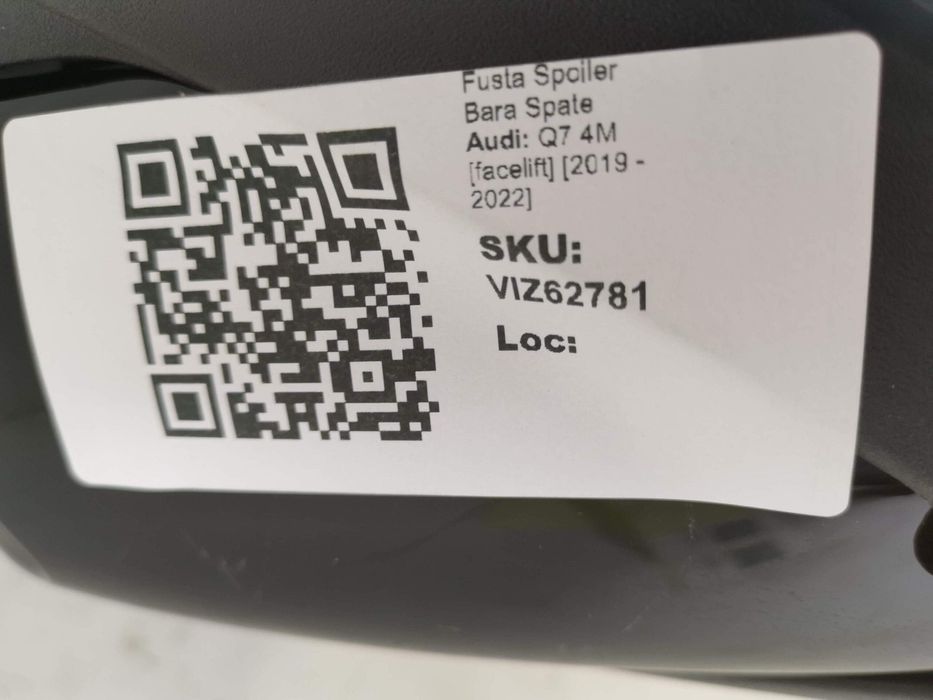 Fusta Spoiler
Bara Spate
Audi: Q7 4M
[facelift] [2019 -
2022]
SKU:
VIZ62781
Loc: